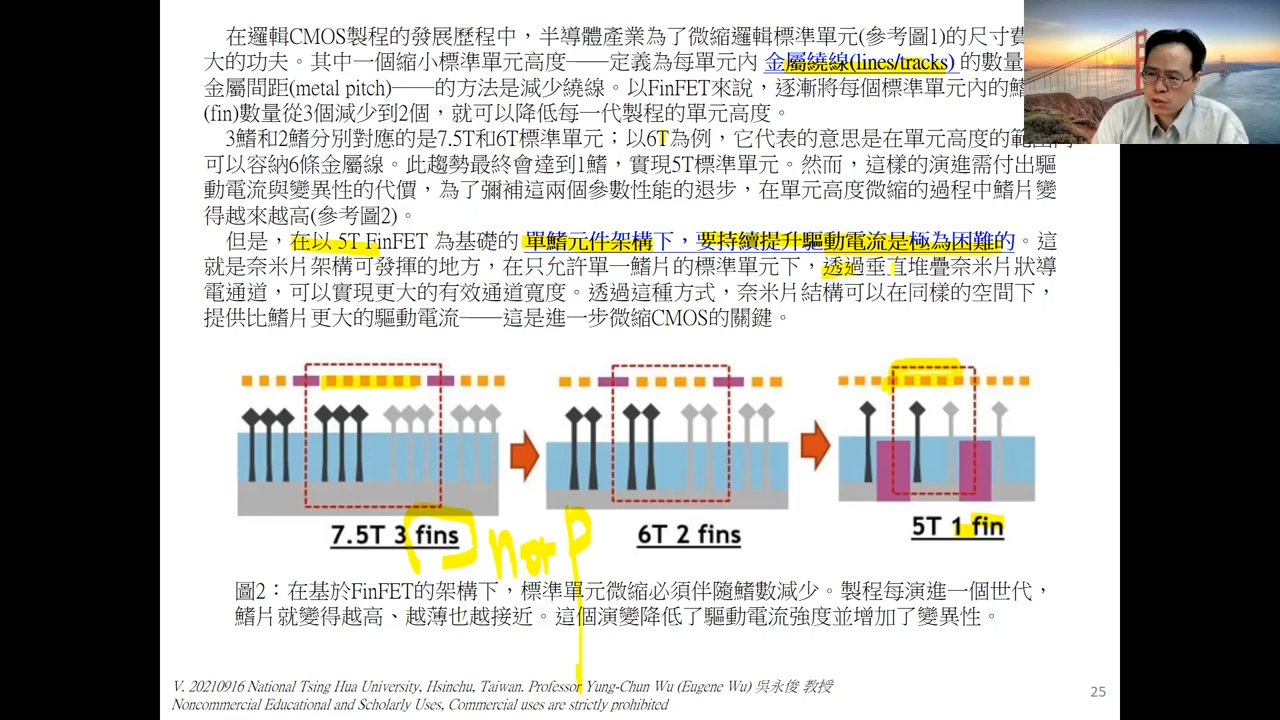 在邏輯CMOS製程的發展歷程中，半導體產業為了微縮邏輯標準單元(參考圖1)的尺寸費
大的功夫。其中一個縮小標準單元高度——定義為每單元內 金屬繞線(lines/tracks) 的數量
金屬間距(metal pitch)——的方法是減少繞線。以FinFET來說，逐漸將每個標準單元內的鰭
(fin)數量從3個減少到2個，就可以降低每一代製程的單元高度。
3鰭和2鰭分別對應的是7.5T和6T標準單元；以6T為例，它代表的意思是在單元高度的範圍內
可以容納6條金屬線。此趨勢最終會達到1鰭，實現5T標準單元。然而，這樣的演進需付出驅
動電流與變異性的代價，為了彌補這兩個參數性能的退步，在單元高度微縮的過程中鰭片變
得越來越高(參考圖2)。
但是，在以 5T FinFET 為基礎的 單鰭元件架構下，要持續提升驅動電流是極為困難的。這
就是奈米片架構可發揮的地方，在只允許單一鰭片的標準單元下，透過垂直堆疊奈米片狀導
電通道，可以實現更大的有效通道寬度。透過這種方式，奈米片結構可以在同樣的空間下，
提供比鰭片更大的驅動電流——這是進一步微縮CMOS的關鍵。
7.5T 3 fins
6T 2 fins
5T 1 fin
n or p
圖2：在基於FinFET的架構下，標準單元微縮必須伴隨鰭數減少。製程每演進一個世代，
鰭片就變得越高、越薄也越接近。這個演變降低了驅動電流強度並增加了變異性。
V. 20210916 National Tsing Hua University, Hsinchu, Taiwan. Professor Yung-Chun Wu (Eugene Wu) 吳永俊 教授
Noncommercial Educational and Scholarly Uses, Commercial uses are strictly prohibited
25